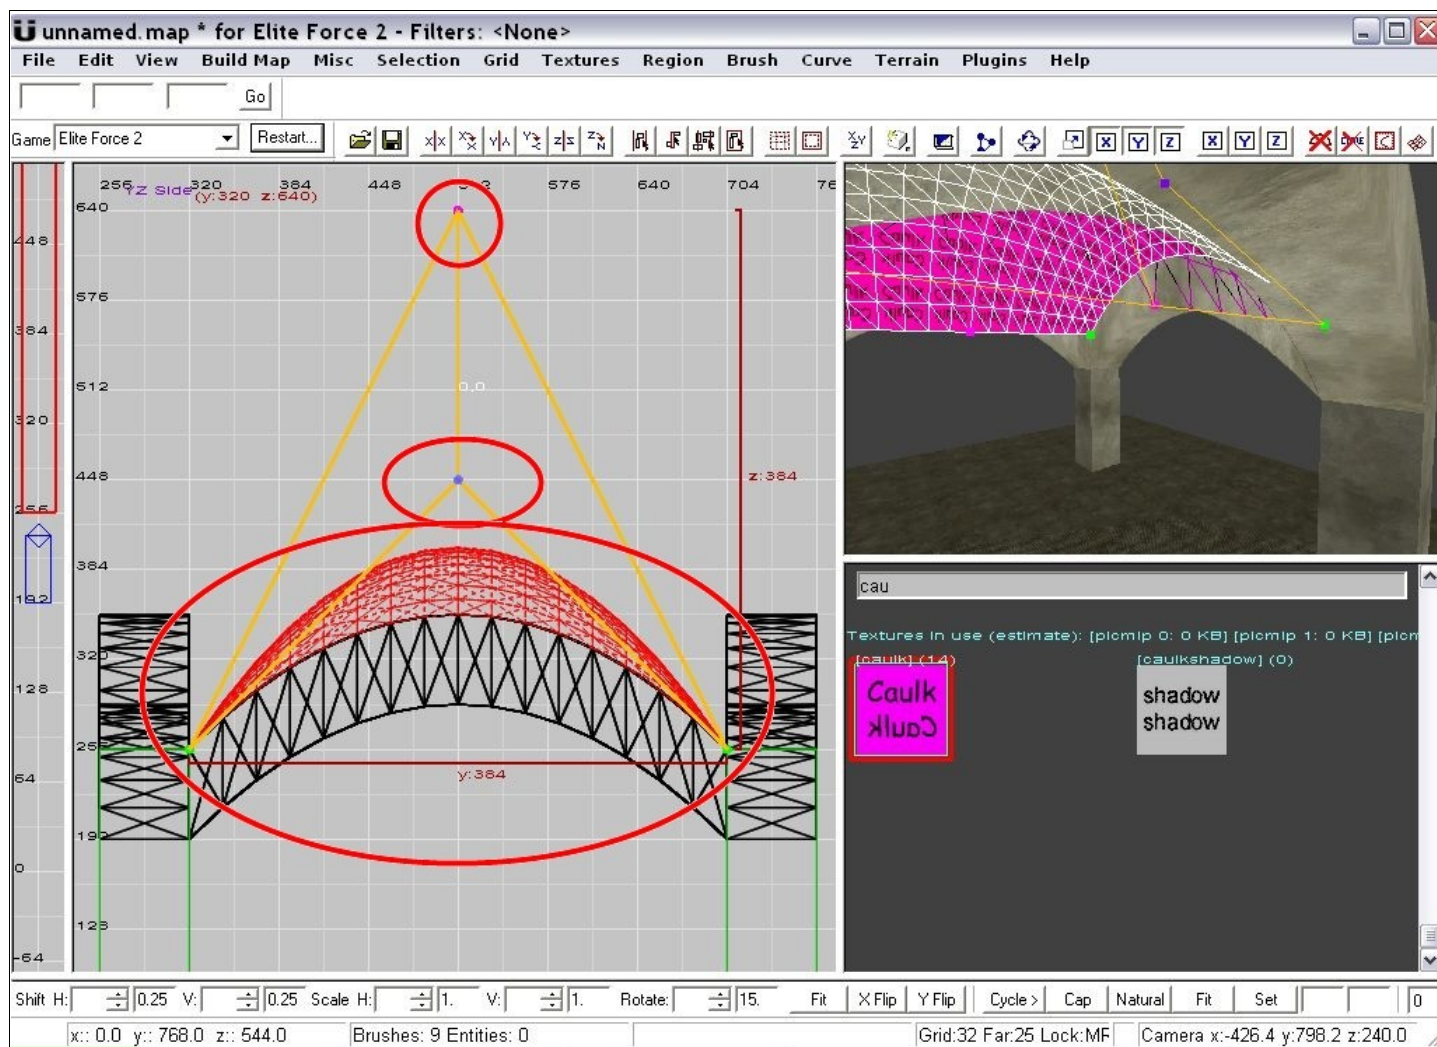 unnamed.map * for Elite Force 2 - Filters: <None>
File Edit View Build Map Misc Selection Grid Textures Region Brush Curve Terrain Plugins Help
Go
Game Elite Force 2 Restart...
256 320 384 448 576 640 704
YZ Side
(y:320 z:640)
640
448
576
384
512
0,0
320
448
z:384
256
384
192
320
128
256
y:384
64
192
0
128
-64
cau
Textures in use (estimate): [picmip 0: 0 KB] [picmip 1: 0 KB] [picm
[caulk] (14) [caulkshadow] (0)
Caulk
Caulk
shadow
shadow
Shift H: 0.25 V: 0.25 Scale H: 1. V: 1. Rotate: 15. Fit X Flip Y Flip Cycle > Cap Natural Fit Set 0
x:: 0.0 y:: 768.0 z:: 544.0 Brushes: 9 Entities: 0 Grid:32 Far:25 Lock:MF Camera x:-426.4 y:798.2 z:240.0